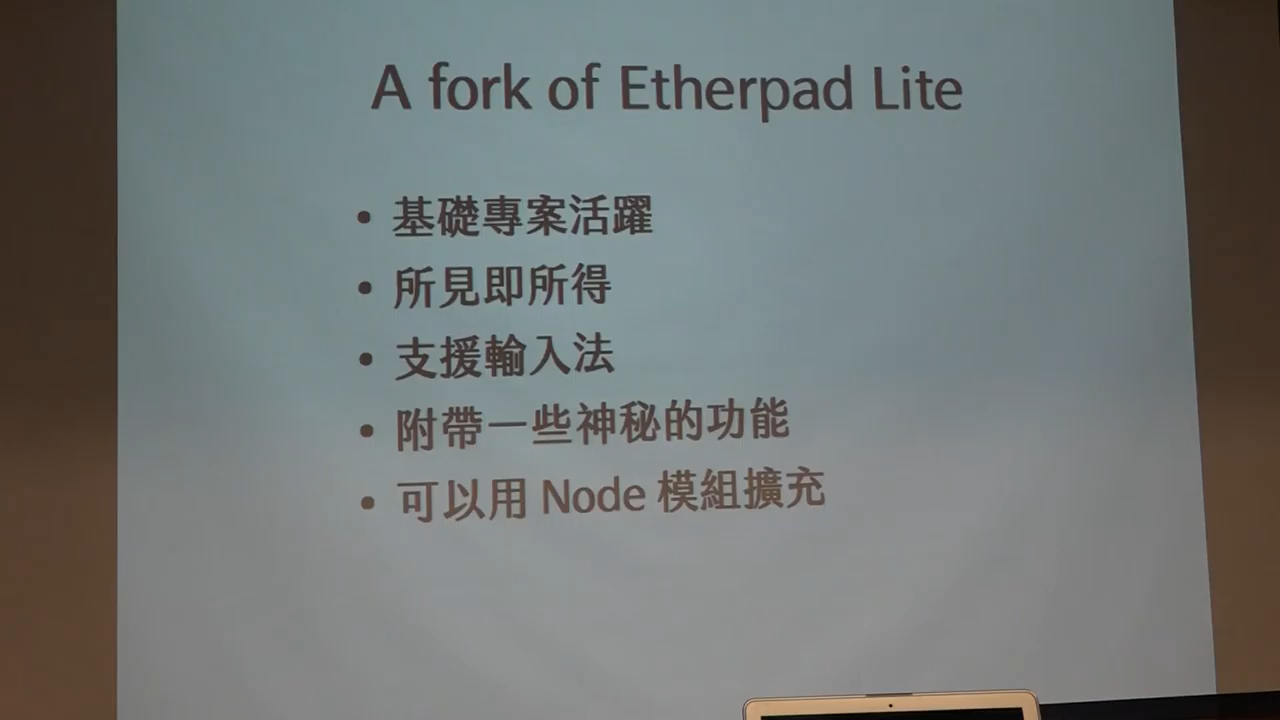 A fork of Etherpad Lite
• 基礎專案活躍
• 所見即所得
• 支援輸入法
• 附帶一些神秘的功能
• 可以用 Node 模組擴充